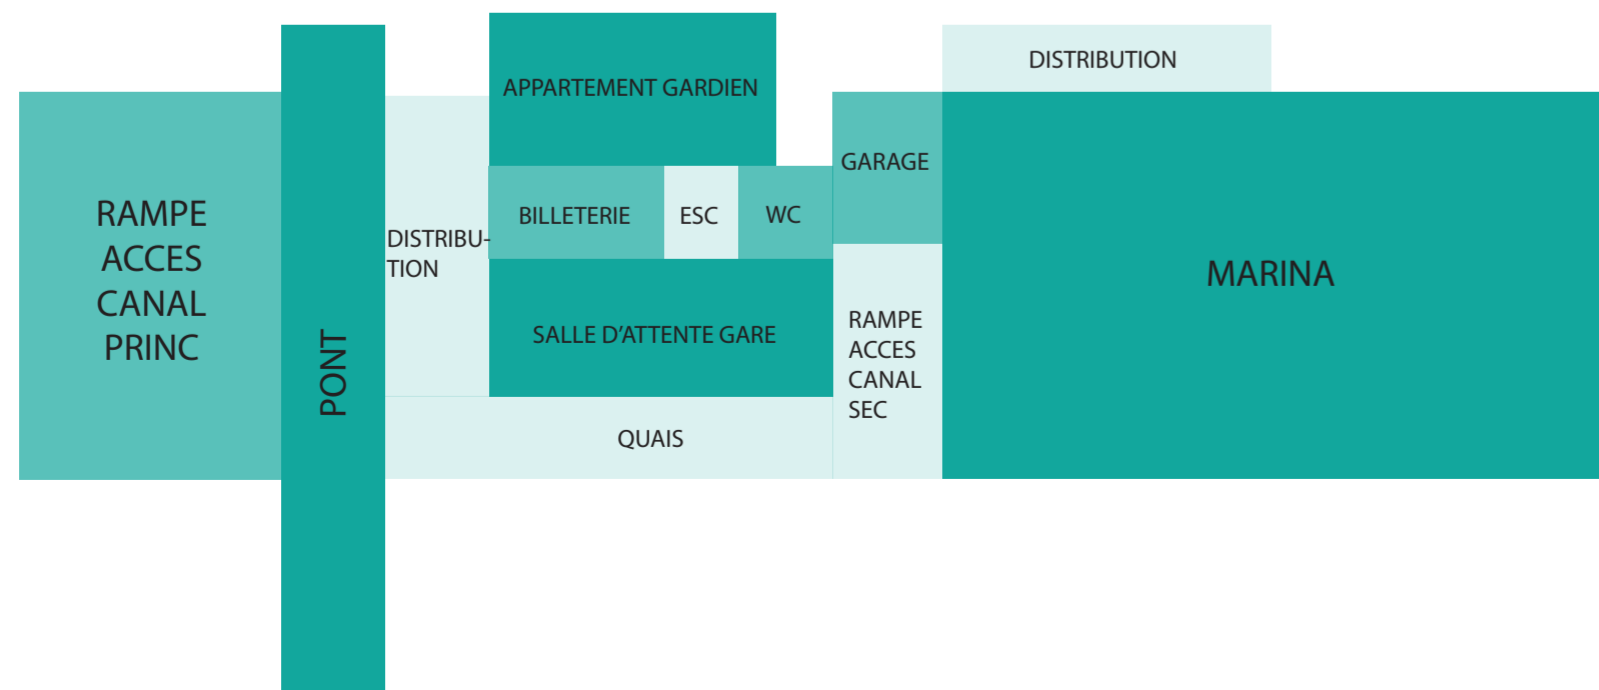 RAMPE
ACCES
CANAL
PRINC
PONT
DISTRIBU-
TION
APPARTEMENT GARDIEN
BILLETERIE
ESC
WC
SALLE D'ATTENTE GARE
QUAIS
GARAGE
RAMPE
ACCES
CANAL
SEC
DISTRIBUTION
MARINA